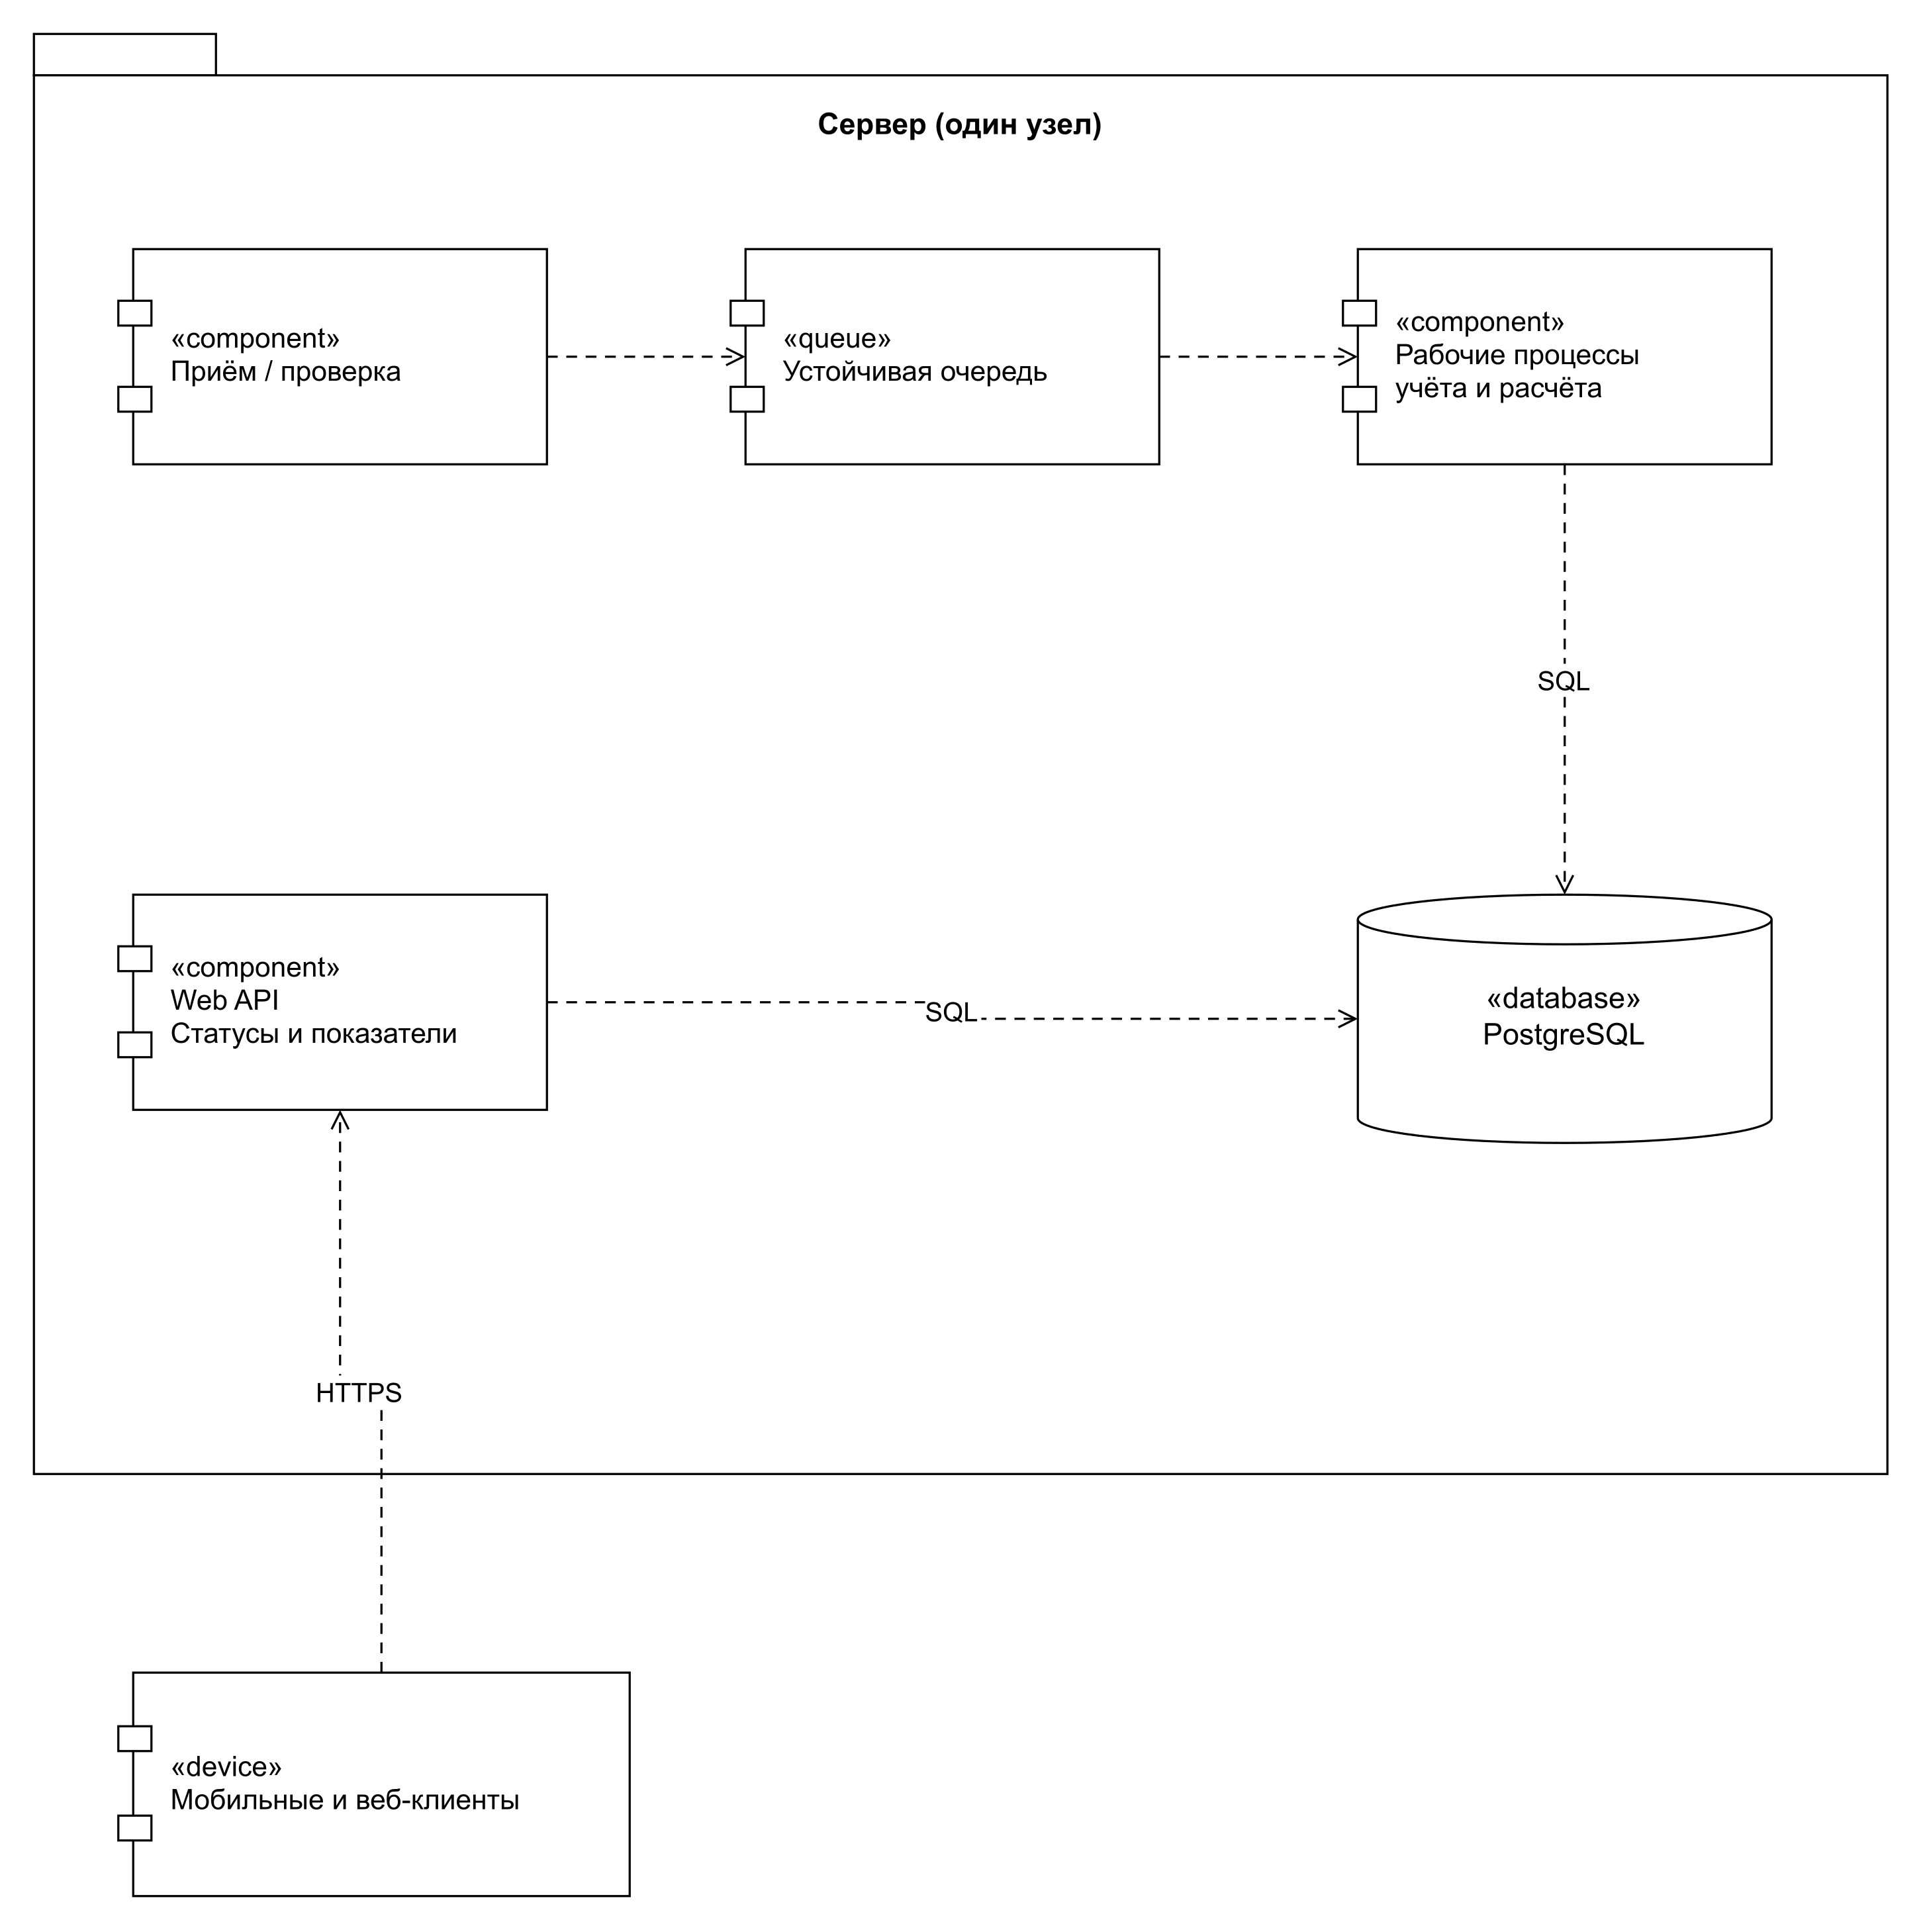 Сервер (один узел)
«component»
Приём / проверка
«queue»
Устойчивая очередь
«component»
Рабочие процессы
учёта и расчёта
SQL
«component»
Web API
Статусы и показатели
SQL
«database»
PostgreSQL
HTTPS
«device»
Мобильные и веб-клиенты